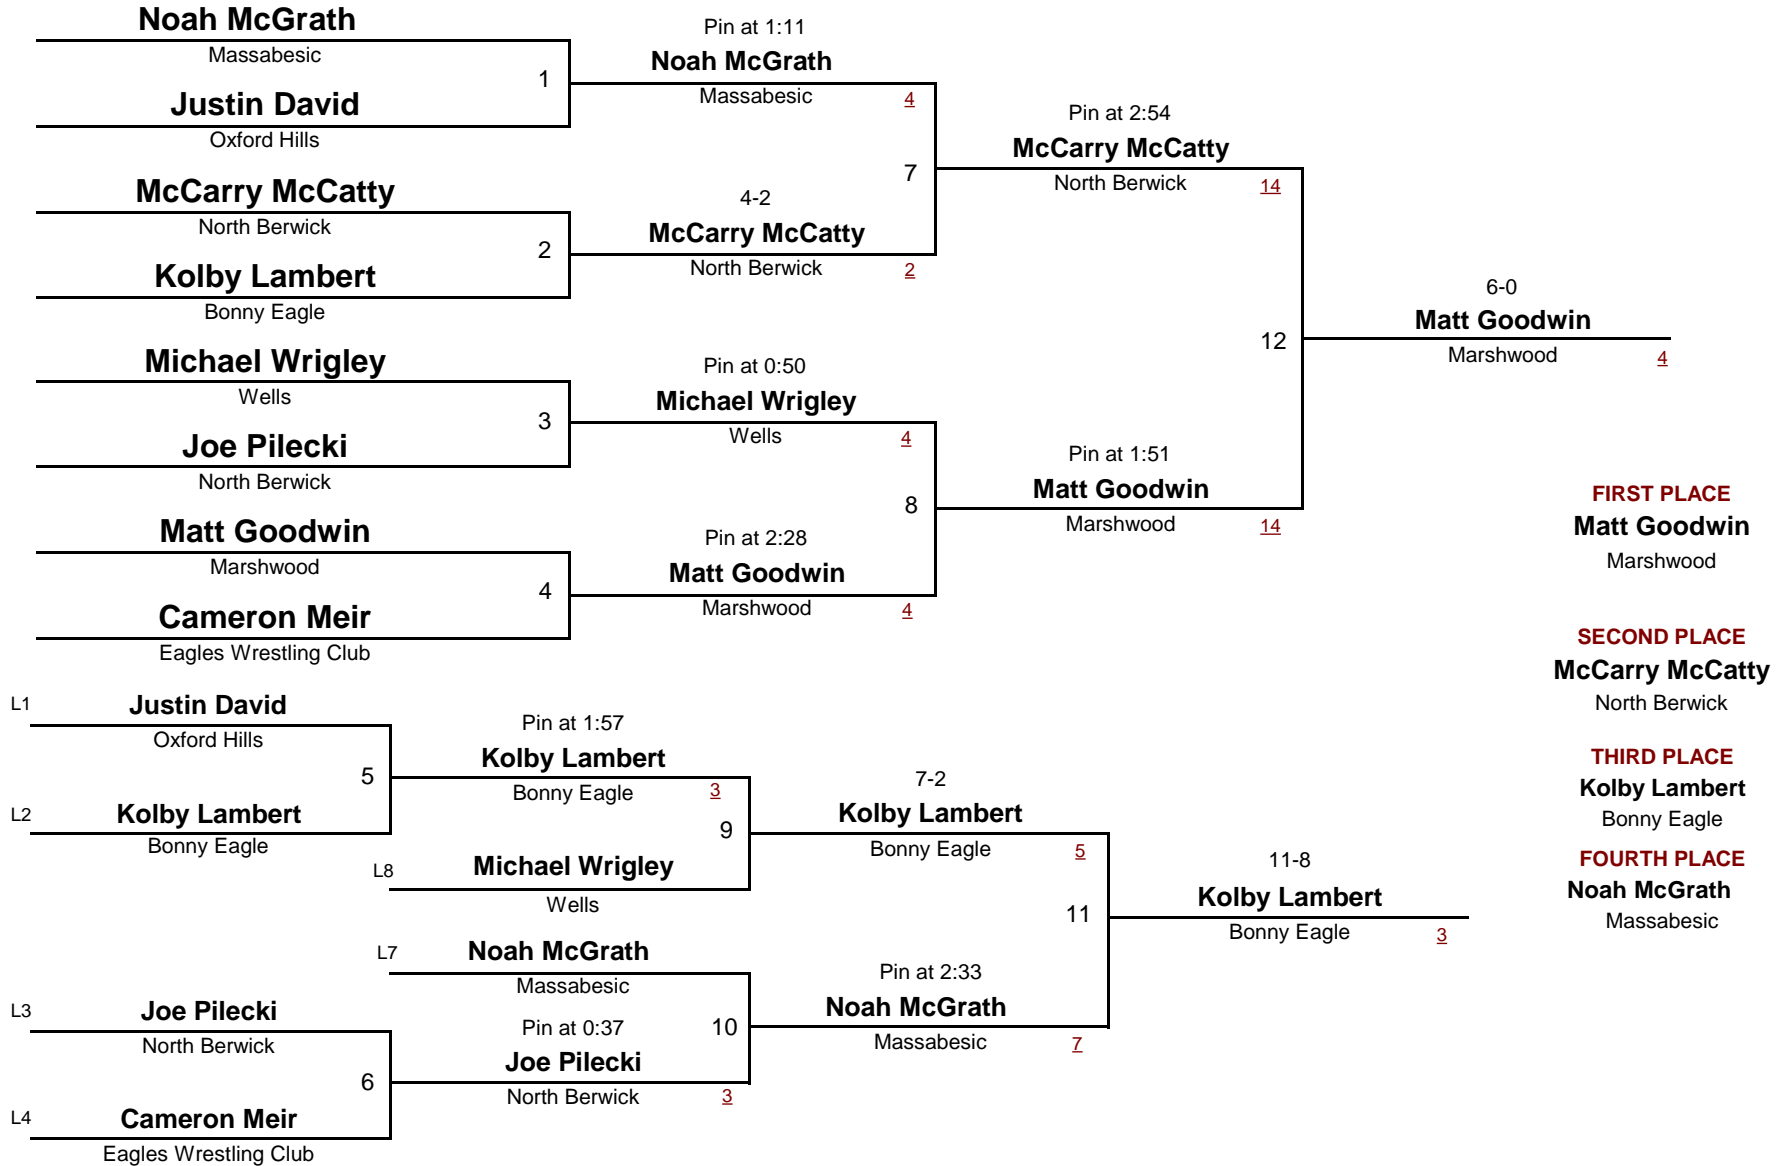 Noah McGrath
Massabesic
1
Justin David
Oxford Hills
McCarry McCatty
North Berwick
2
Kolby Lambert
Bonny Eagle
Michael Wrigley
Wells
3
Joe Pilecki
North Berwick
Matt Goodwin
Marshwood
4
Cameron Meir
Eagles Wrestling Club
Pin at 1:11
Noah McGrath
Massabesic
4
7
4-2
McCarry McCatty
North Berwick
2
Pin at 0:50
Michael Wrigley
Wells
4
8
Pin at 2:28
Matt Goodwin
Marshwood
4
Pin at 2:54
McCarry McCatty
North Berwick
14
12
Pin at 1:51
Matt Goodwin
Marshwood
14
6-0
Matt Goodwin
Marshwood
4
FIRST PLACE
Matt Goodwin
Marshwood
SECOND PLACE
McCarry McCatty
North Berwick
THIRD PLACE
Kolby Lambert
Bonny Eagle
FOURTH PLACE
Noah McGrath
Massabesic
L1
Justin David
Oxford Hills
5
L2
Kolby Lambert
Bonny Eagle
Pin at 1:57
Kolby Lambert
Bonny Eagle
3
9
L8
Michael Wrigley
Wells
L7
Noah McGrath
Massabesic
L3
Joe Pilecki
North Berwick
6
L4
Cameron Meir
Eagles Wrestling Club
Pin at 0:37
10
Joe Pilecki
North Berwick
3
7-2
Kolby Lambert
Bonny Eagle
5
11
Pin at 2:33
Noah McGrath
Massabesic
7
11-8
Kolby Lambert
Bonny Eagle
3